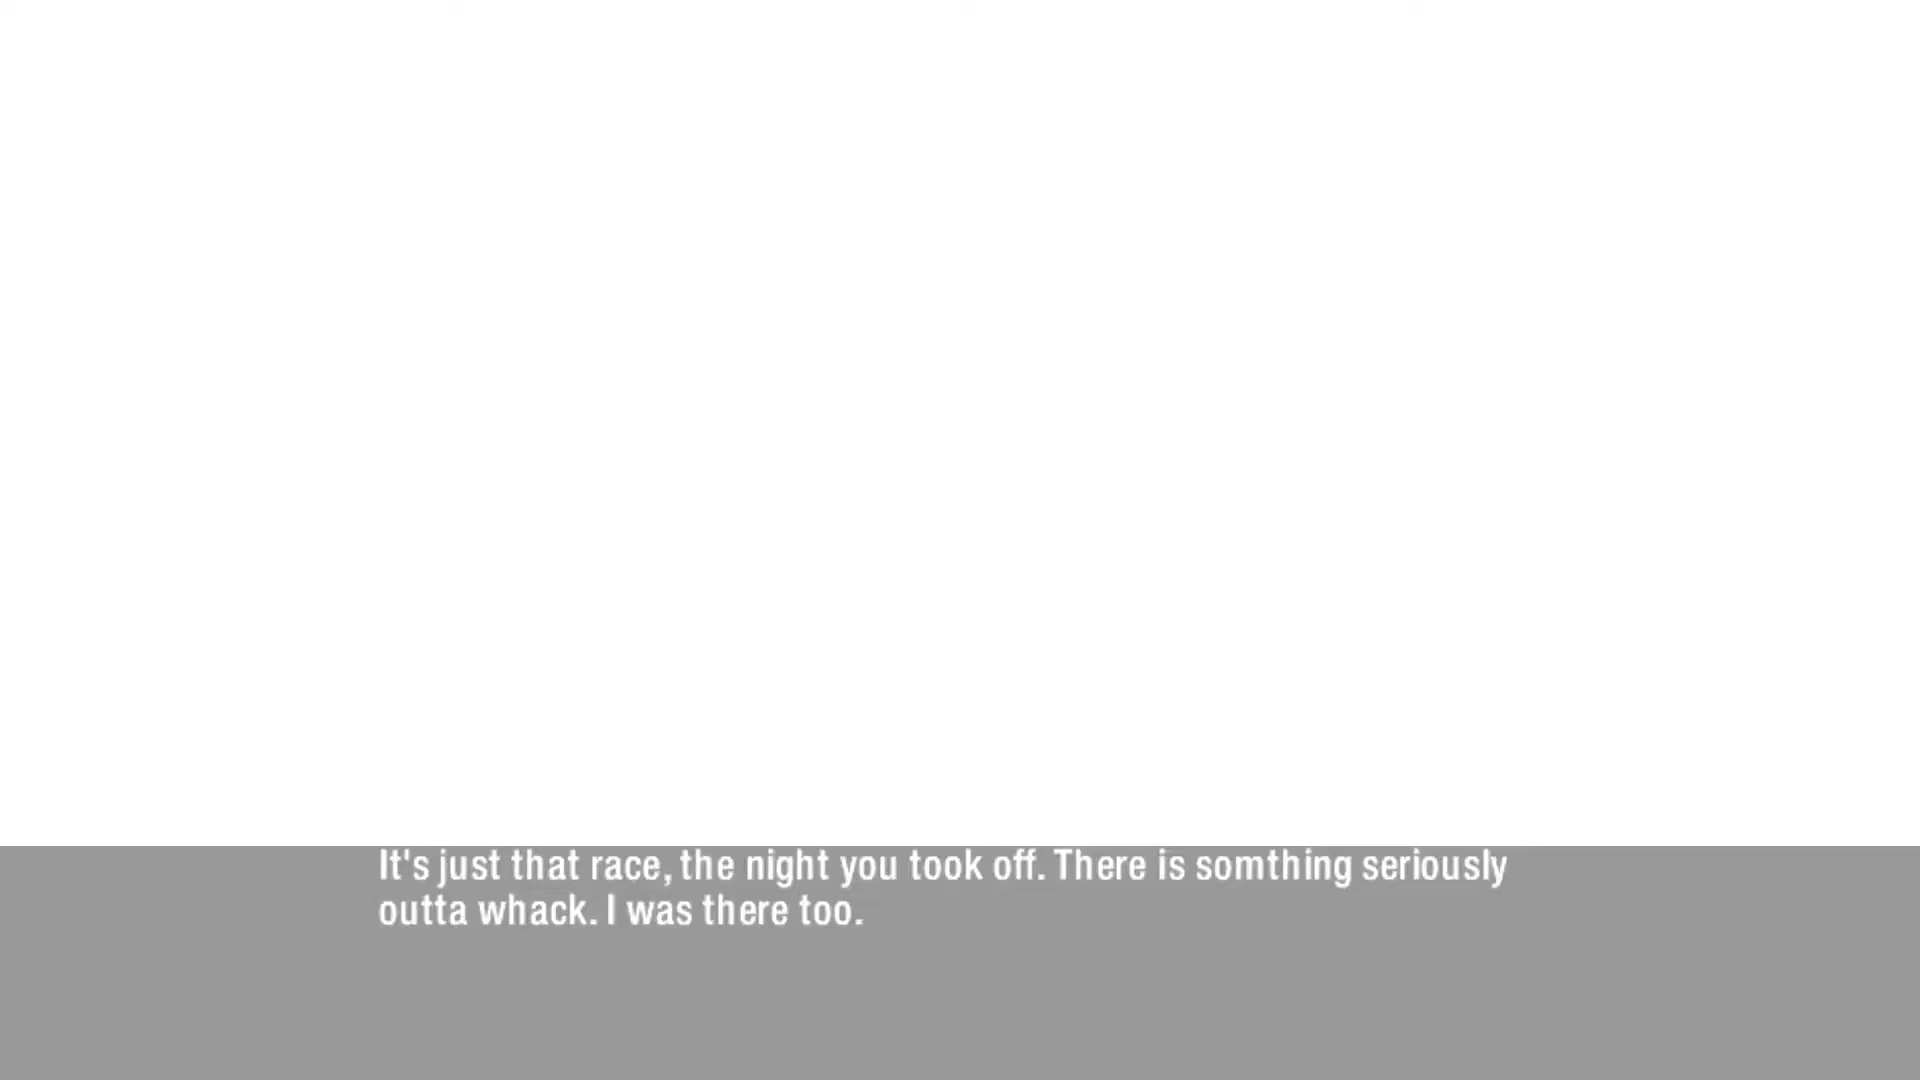 It's just that race, the night you took off. There is somthing seriously
outta whack. I was there too.